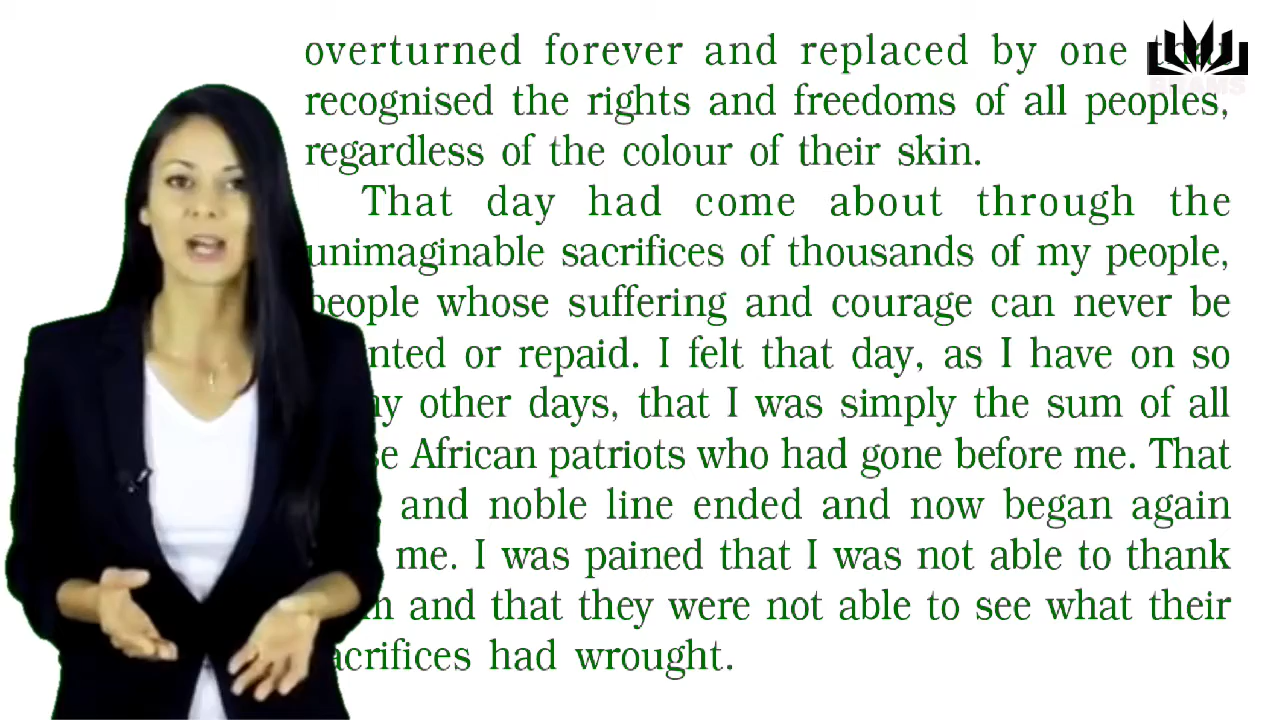 overturned forever and replaced by one that
recognised the rights and freedoms of all peoples,
regardless of the colour of their skin.
That day had come about through the
unimaginable sacrifices of thousands of my people,
people whose suffering and courage can never be
or repaid. I felt that day, as I have on so
other days, that I was simply the sum of all
African patriots who had gone before me. That
and noble line ended and now began again
me. I was pained that I was not able to thank
and that they were not able to see what their
sacrifices had wrought.